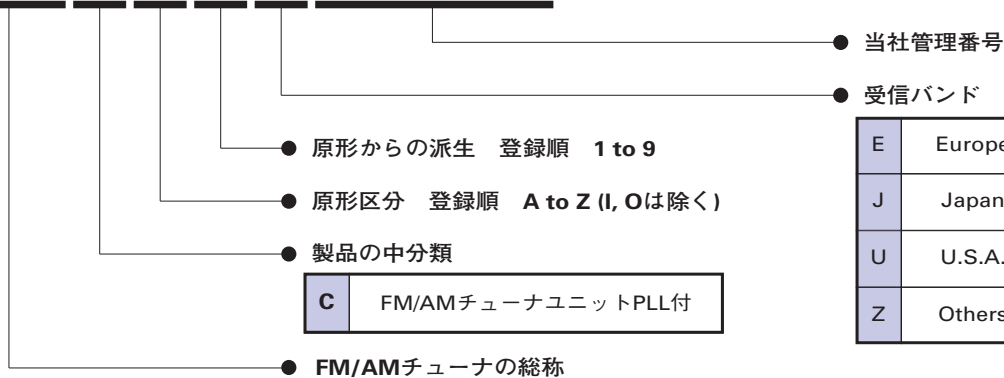 当社管理番号
受信バンド
E Europe
J Japan
U U.S.A.
Z Others
原形からの派生 登録順 1 to 9
原形区分 登録順 A to Z (I, Oは除く)
製品の中分類
C FM/AMチューナユニットPLL付
FM/AMチューナの総称